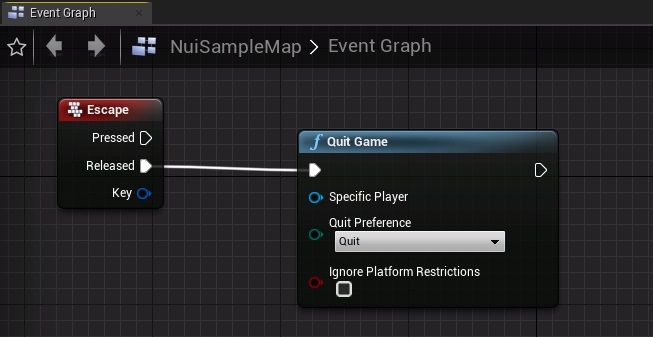 Event Graph
NuiSampleMap > Event Graph
Escape
Pressed
Released
Key
f Quit Game
Specific Player
Quit Preference
Quit
Ignore Platform Restrictions